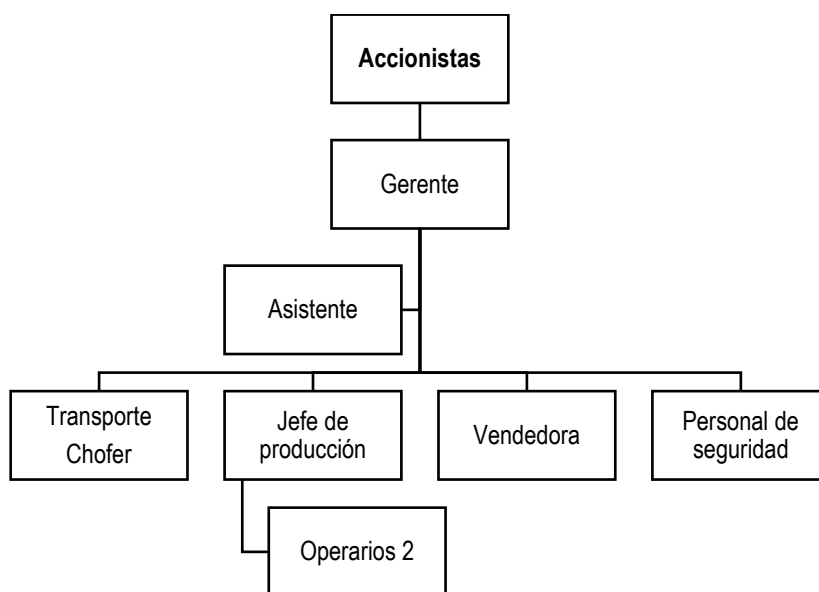 Accionistas
Gerente
Asistente
Transporte
Chofer
Jefe de
producción
Vendedora
Personal de
seguridad
Operarios 2